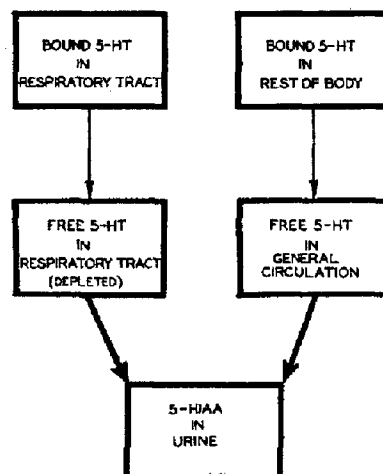 BOUND 5-HT
IN
RESPIRATORY TRACT
BOUND 5-HT
IN
REST OF BODY
FREE 5-HT
IN
RESPIRATORY TRACT
(DEPLETED)
FREE 5-HT
IN
GENERAL
CIRCULATION
5-HIAA
IN
URINE